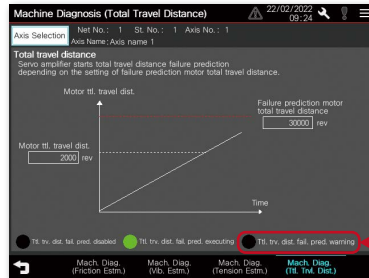 Machine Diagnosis (Total Travel Distance)
22/02/2022
09:24
Axis Selection
Net No.: 1 St. No.: 1 Axis No.: 1
Axis Name: Axis name 1
Total travel distance
Servo amplifier starts total travel distance failure prediction
depending on the setting of failure prediction motor total travel distance.
Motor ttl. travel dist.
Failure prediction motor
total travel distance
30000 rev
Motor ttl. travel dist.
2000 rev
Time
Ttl. trv. dist. fail. pred. disabled
Ttl. trv. dist. fail. pred. executing
Ttl. trv. dist. fail. pred. warning
Mach. Diag.
(Friction Estm.)
Mach. Diag.
(Vib. Estm.)
Mach. Diag.
(Tension Estm.)
Mach. Diag.
(Ttl. Trvl. Dist.)